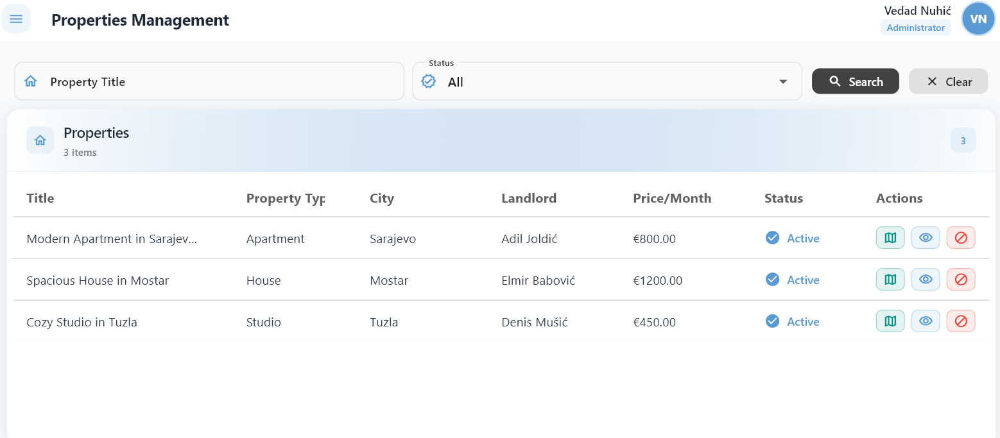 Properties Management
Vedad Nuhić
Administrator
VN
Property Title
Status
All
Search
Clear
Properties
3 items
3
Title Property Typ City Landlord Price/Month Status Actions
Modern Apartment in Sarajev... Apartment Sarajevo Adil Joldić €800.00 Active
Spacious House in Mostar House Mostar Elmir Babović €1200.00 Active
Cozy Studio in Tuzla Studio Tuzla Denis Mušić €450.00 Active